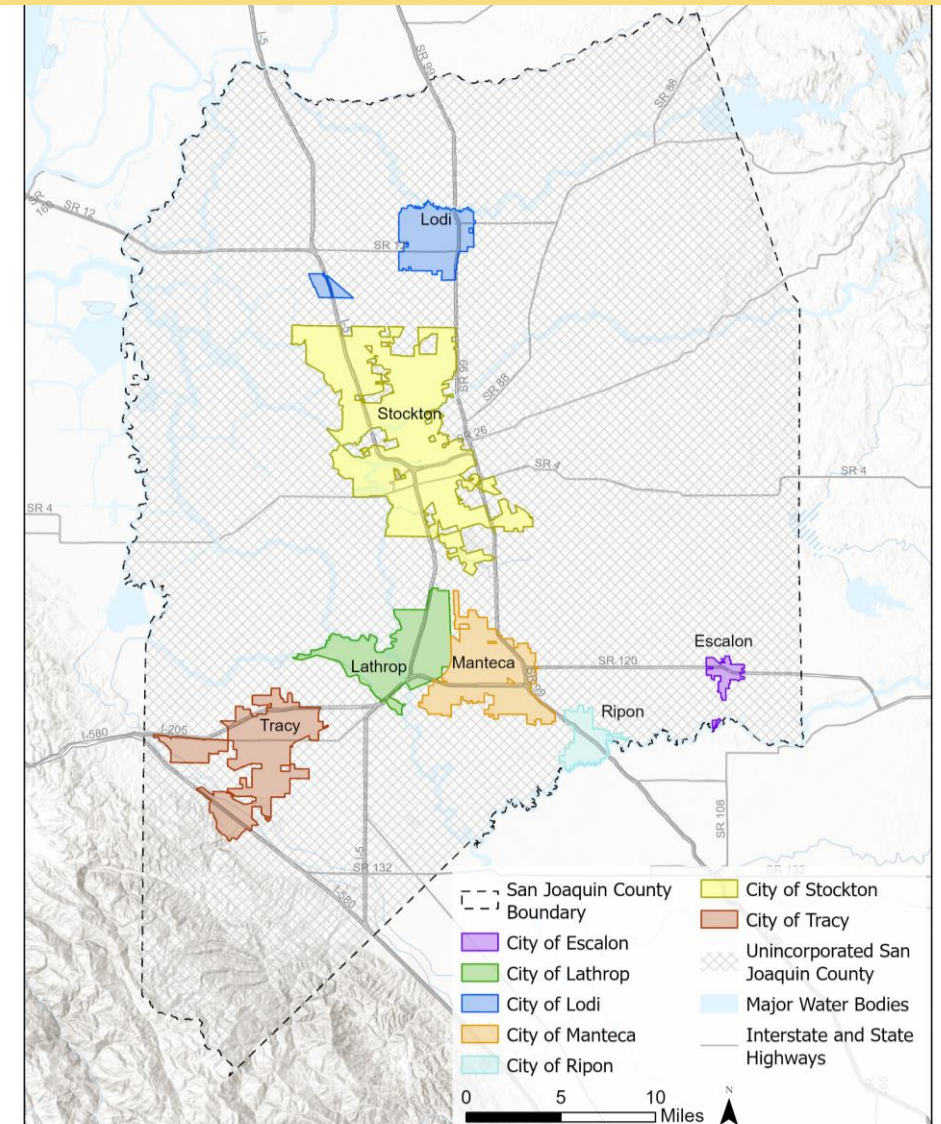 I-5
SR 99
SR 88
SR 160
SR 12
Lodi
SR 12
I-5
SR 99
SR 88
Stockton
SR 26
SR 4
SR 4
SR 4
Escalon
Lathrop
Manteca
SR 120
SR 99
Ripon
Tracy
I-205
I-580
SR 108
I-5
SR 132
SR 132
I-580
San Joaquin County
Boundary
City of Escalon
City of Lathrop
City of Lodi
City of Manteca
City of Ripon
City of Stockton
City of Tracy
Unincorporated San
Joaquin County
Major Water Bodies
Interstate and State
Highways
0 5 10
Miles
N